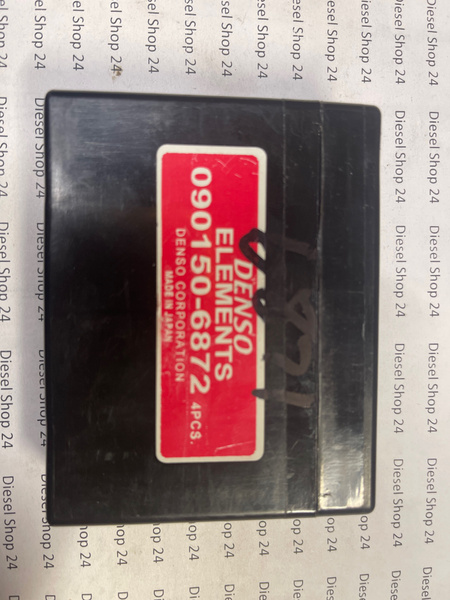 DENSO
ELEMENTS
090150-6872 4PCS.
DENSO CORPORATION
MADE IN JAPAN
Diesel Shop 24